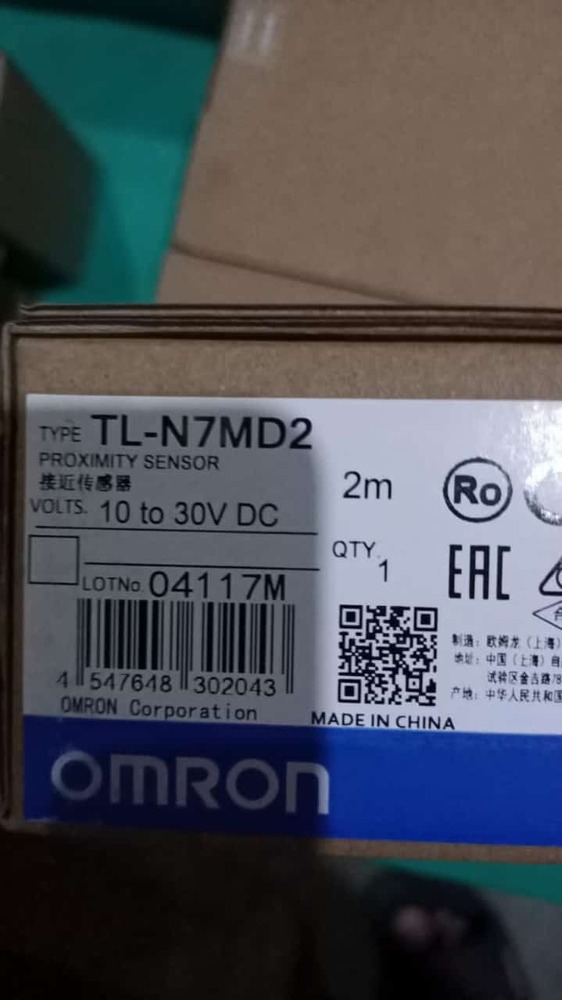 TYPE TL-N7MD2
PROXIMITY SENSOR
接近传感器
2m
Ro
VOLTS. 10 to 30V DC
QTY.
1
EAC
LOTNo. 04117M
4 547648 302043
OMRON Corporation
MADE IN CHINA
制造: 欧姆龙 (上海)
地址: 中国 (上海) 自
试验区金吉路78
产地: 中华人民共和国
OMRON